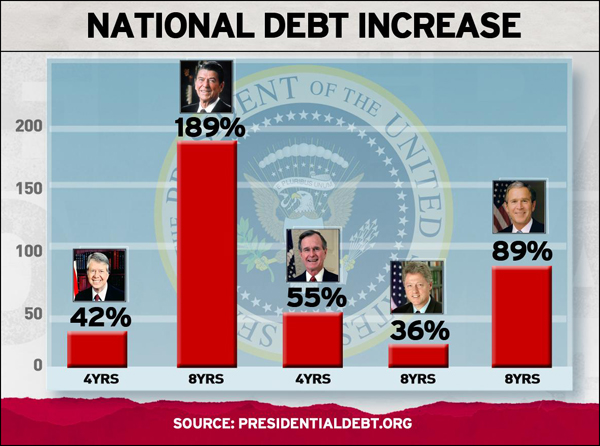 NATIONAL DEBT INCREASE
200
150
100
50
0
42%
189%
55%
36%
89%
4YRS
8YRS
4YRS
8YRS
8YRS
SOURCE: PRESIDENTIALDEBT.ORG